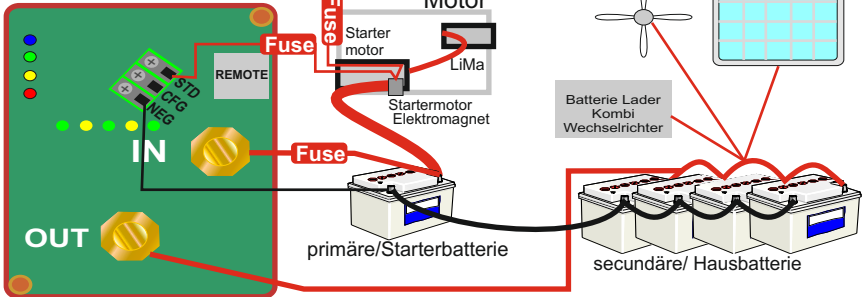 Motor
Fuse
Starter
motor
LiMa
Fuse
REMOTE
STD
CFG
NEG
Startermotor
Elektromagnet
Batterie Lader
Kombi
Wechselrichter
IN
Fuse
OUT
primäre/Starterbatterie
secundäre/ Hausbatterie